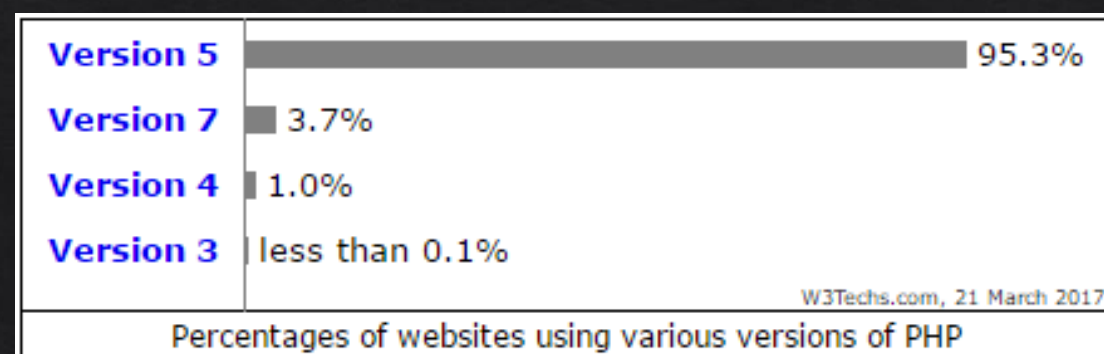 Version 5 95.3%
Version 7 3.7%
Version 4 1.0%
Version 3 less than 0.1%
W3Techs.com, 21 March 2017
Percentages of websites using various versions of PHP